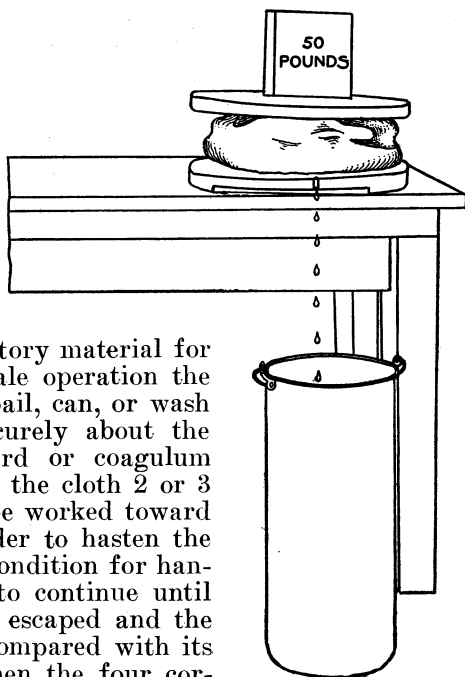 50
POUNDS
tory material for
ale operation the
pail, can, or wash
curely about the
rd or coagulum
the cloth 2 or 3
e worked toward
der to hasten the
ondition for han-
to continue until
escaped and the
ompared with its
hen the four cor-